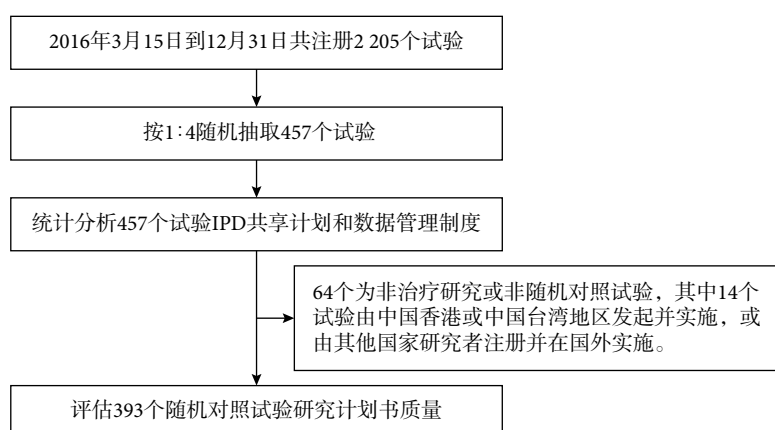 2016年3月15日到12月31日共注册2 205个试验
按1∶4随机抽取457个试验
统计分析457个试验IPD共享计划和数据管理制度
64个为非治疗研究或非随机对照试验，其中14个
试验由中国香港或中国台湾地区发起并实施，或
由其他国家研究者注册并在国外实施。
评估393个随机对照试验研究计划书质量